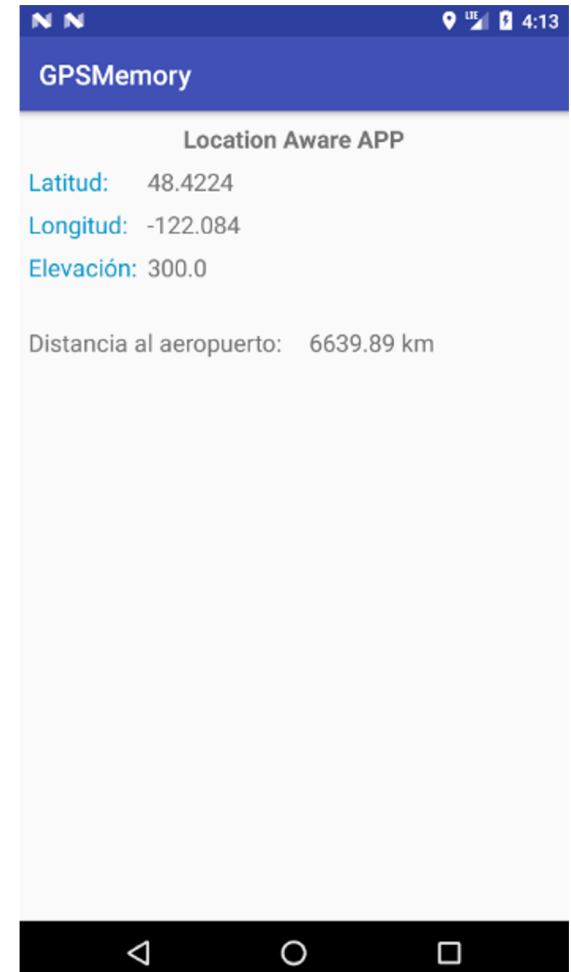 LTE 4:13
GPSMemory
Location Aware APP
Latitud: 48.4224
Longitud: -122.084
Elevación: 300.0
Distancia al aeropuerto: 6639.89 km